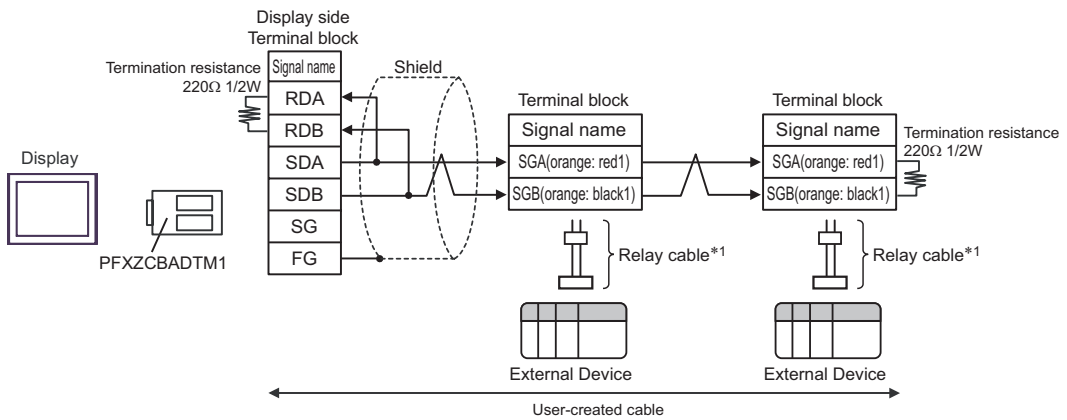 Display side
Terminal block
Termination resistance
220Ω 1/2W
Signal name
RDA
RDB
SDA
SDB
SG
FG
Shield
Display
PFXZCBADTM1
Terminal block
Signal name
SGA(orange: red1)
SGB(orange: black1)
Relay cable*1
External Device
Terminal block
Signal name
SGA(orange: red1)
SGB(orange: black1)
Termination resistance
220Ω 1/2W
Relay cable*1
External Device
User-created cable